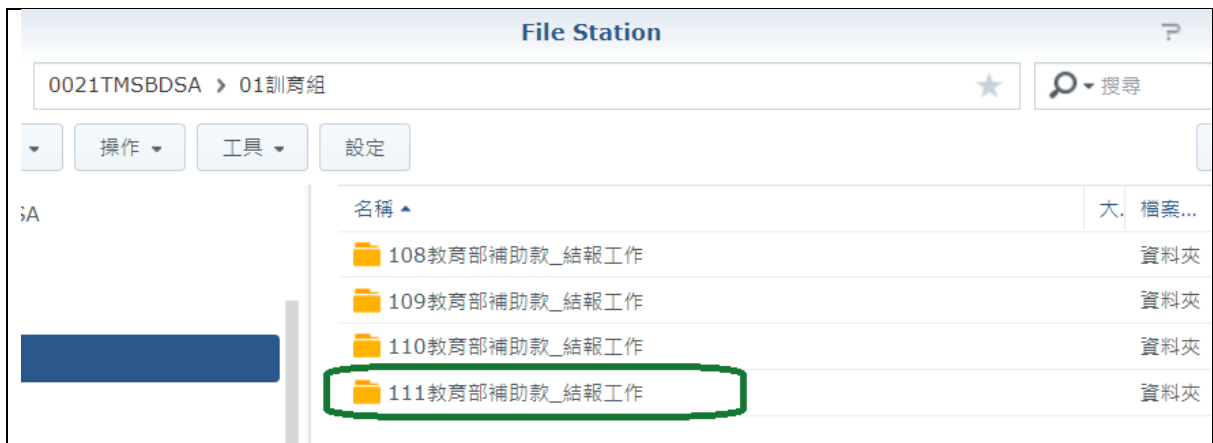 File Station
0021TMSBDSA > 01訓育組
搜尋
操作 工具 設定
SA
名稱 大. 檔案...
108教育部補助款_結報工作 資料夾
109教育部補助款_結報工作 資料夾
110教育部補助款_結報工作 資料夾
111教育部補助款_結報工作 資料夾